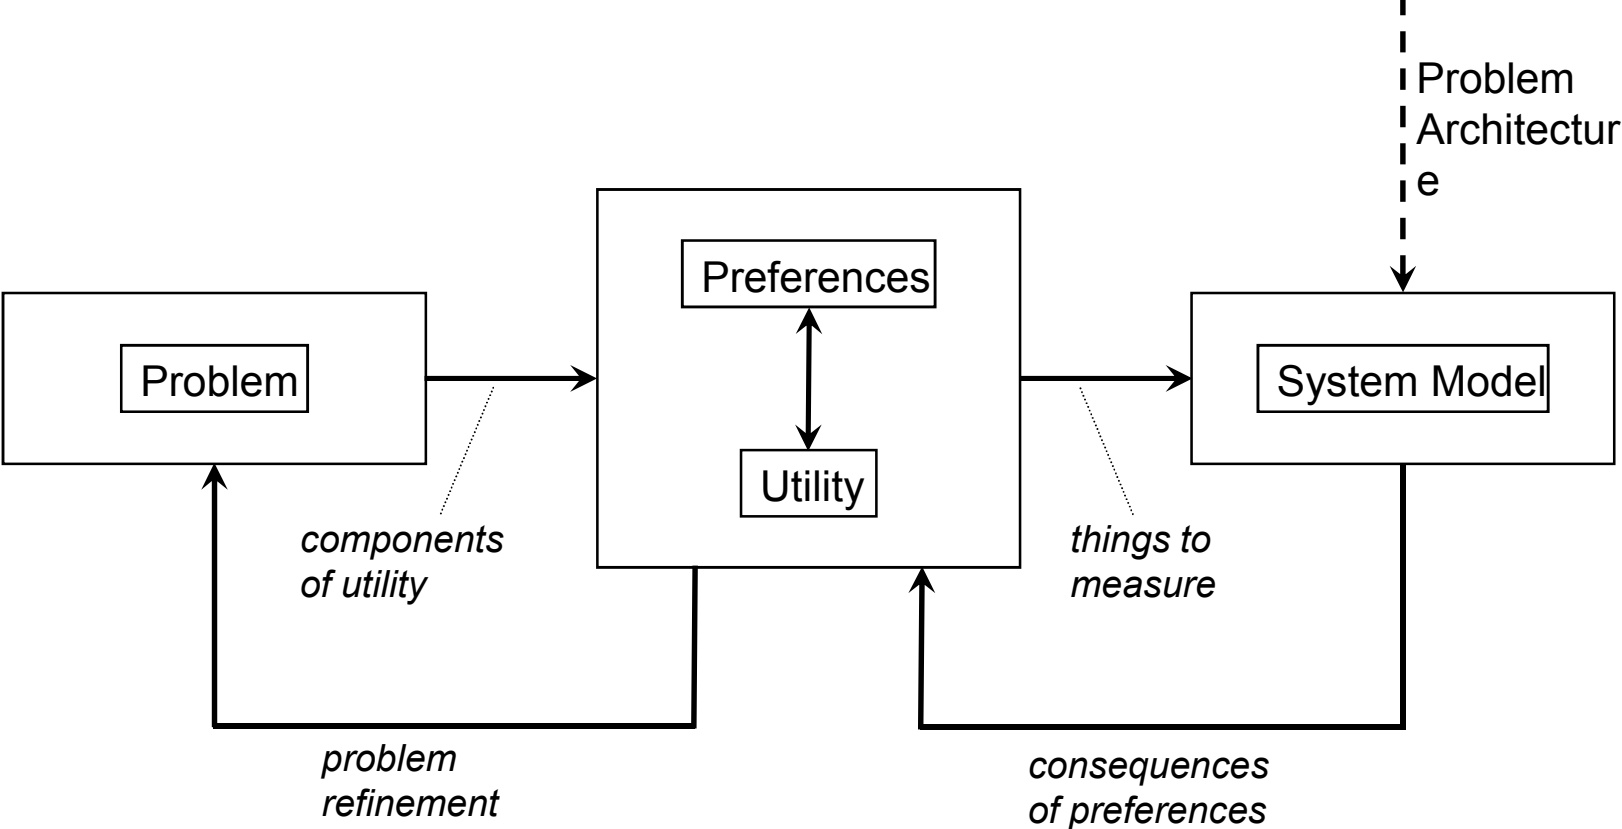 Problem
Architectur
e
Preferences
Problem
System Model
Utility
components
of utility
things to
measure
problem
refinement
consequences
of preferences